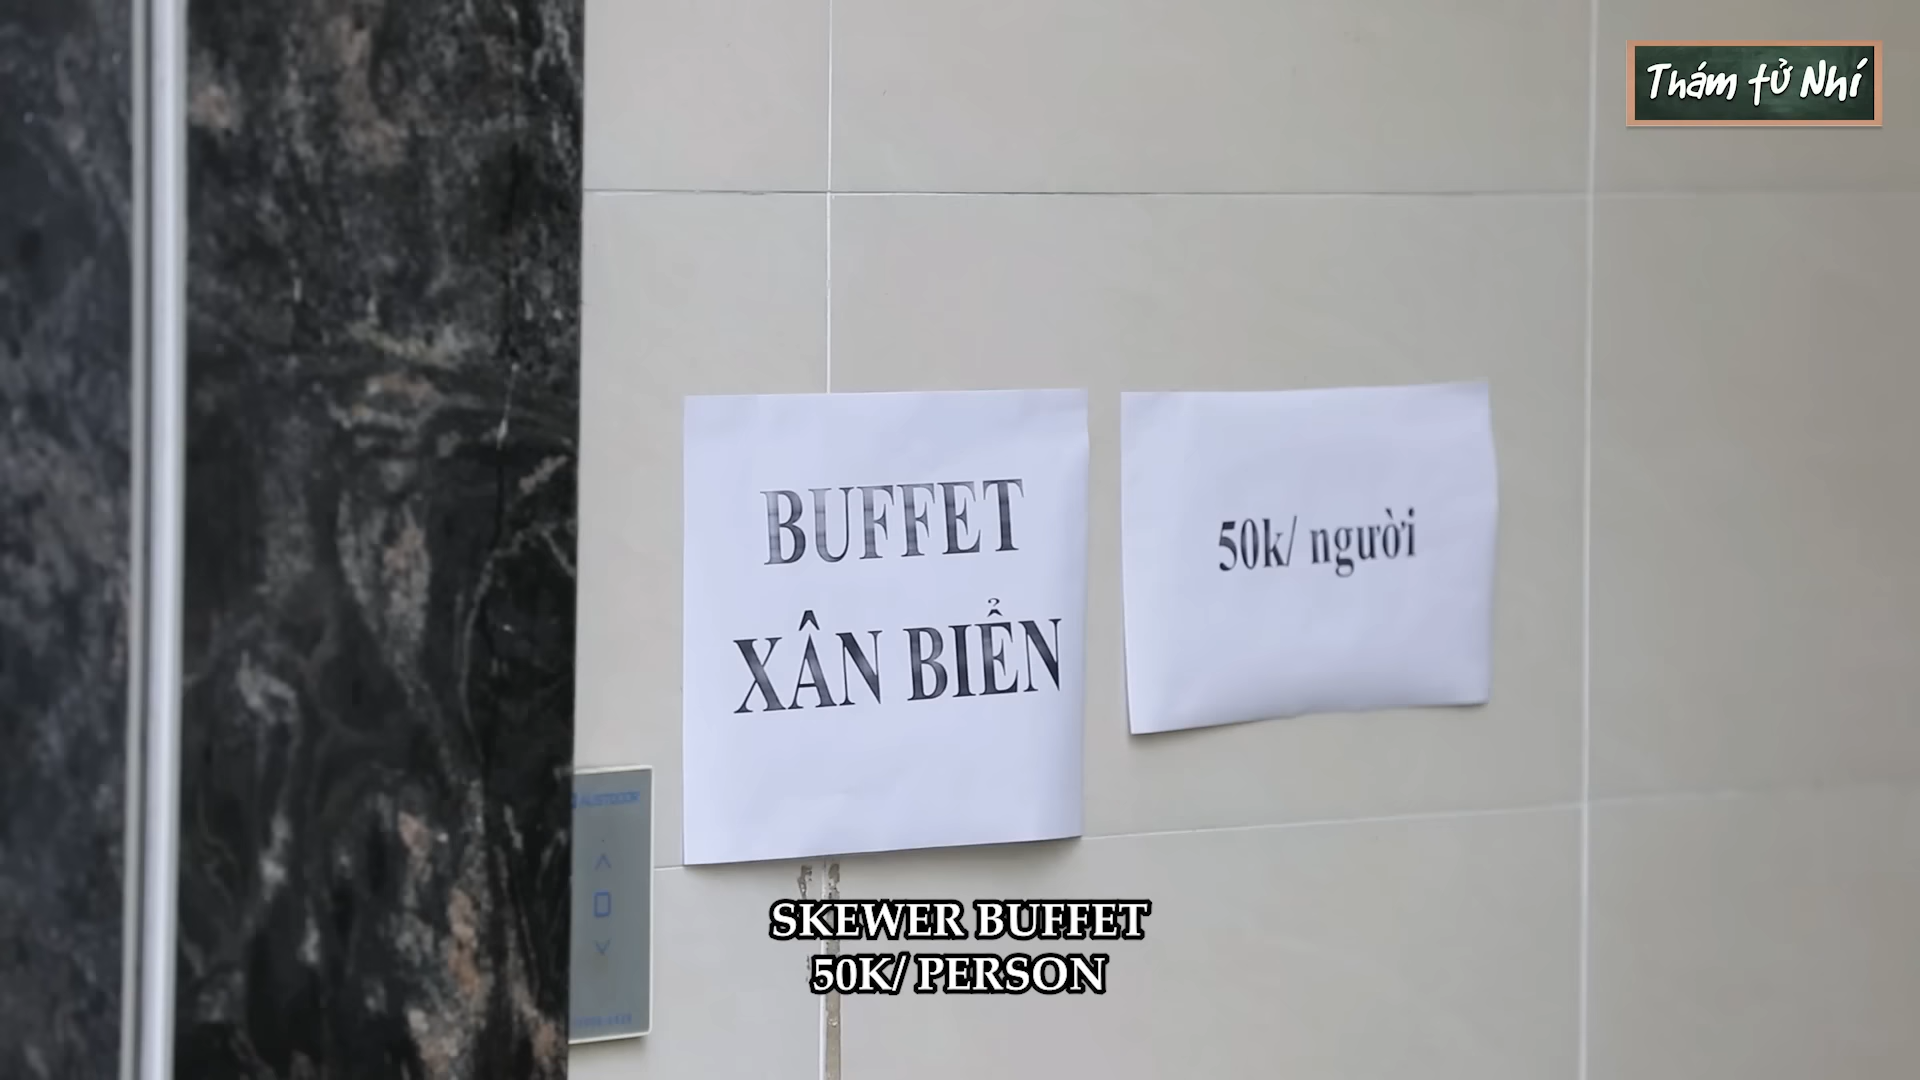 Thám tử Nhí
BUFFET
XÂN BIỂN
50k/ người
SKEWER BUFFET
50K/ PERSON